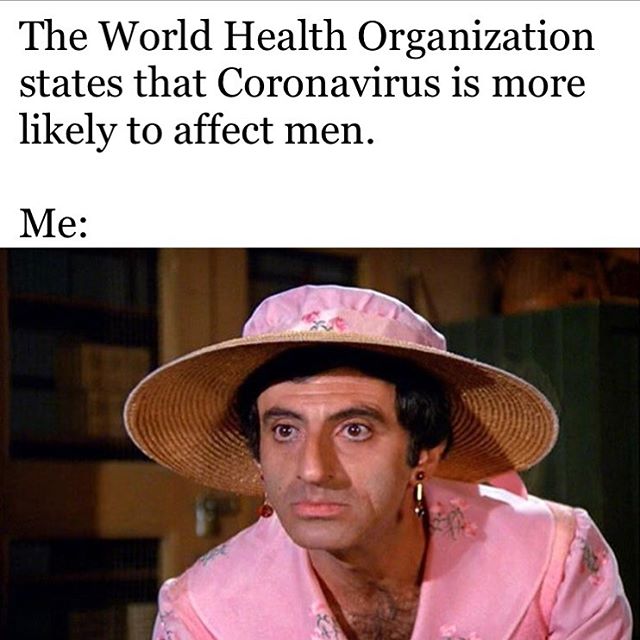 The World Health Organization
states that Coronavirus is more
likely to affect men.
Me: